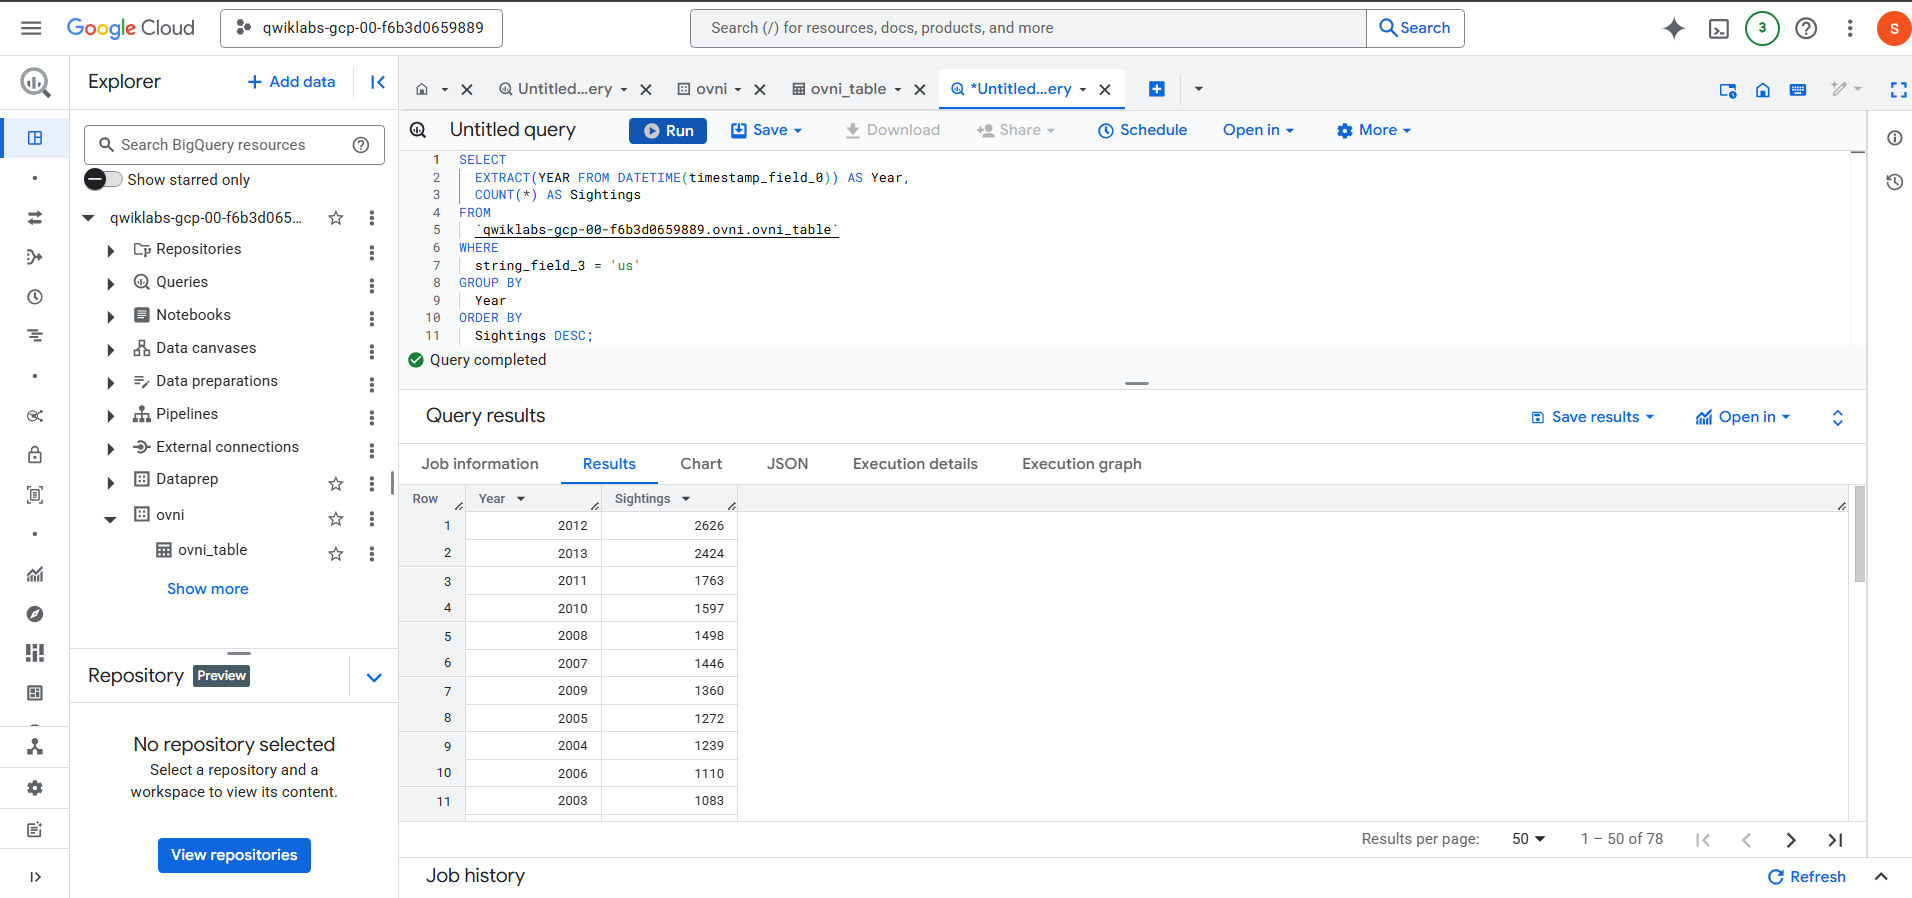 Google Cloud
qwiklabs-gcp-00-f6b3d0659889
Search (/) for resources, docs, products, and more
Search
3
S
Explorer
Add data
Untitled...ery
ovni
ovni_table
*Untitled...ery
Search BigQuery resources
Show starred only
qwiklabs-gcp-00-f6b3d065...
Repositories
Queries
Notebooks
Data canvases
Data preparations
Pipelines
External connections
Dataprep
ovni
ovni_table
Show more
Repository Preview
No repository selected
Select a repository and a
workspace to view its content.
View repositories
Untitled query
Run
Save
Download
Share
Schedule
Open in
More
1 SELECT
2 EXTRACT(YEAR FROM DATETIME(timestamp_field_0)) AS Year,
3 COUNT(*) AS Sightings
4 FROM
5 `qwiklabs-gcp-00-f6b3d0659889.ovni.ovni_table`
6 WHERE
7 string_field_3 = 'us'
8 GROUP BY
9 Year
10 ORDER BY
11 Sightings DESC;
Query completed
Query results
Save results
Open in
Job information
Results
Chart
JSON
Execution details
Execution graph
Row Year Sightings
1 2012 2626
2 2013 2424
3 2011 1763
4 2010 1597
5 2008 1498
6 2007 1446
7 2009 1360
8 2005 1272
9 2004 1239
10 2006 1110
11 2003 1083
Results per page: 50 1 – 50 of 78
Job history
Refresh